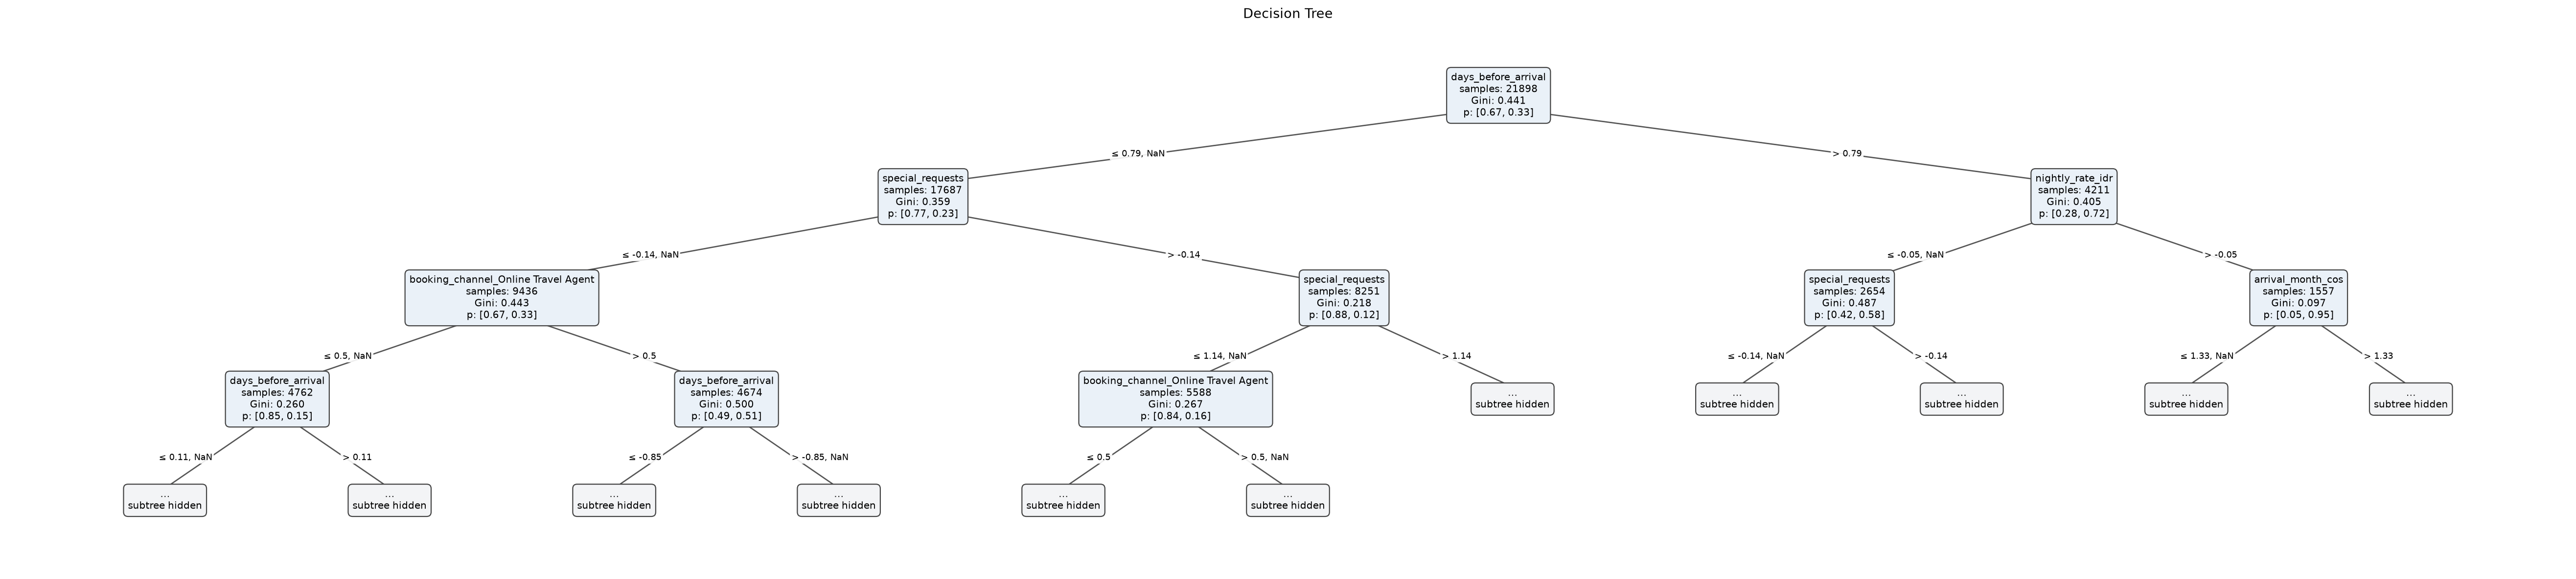 Decision Tree
days_before_arrival
samples: 21898
Gini: 0.441
p: [0.67, 0.33]
≤ 0.79, NaN
> 0.79
special_requests
samples: 17687
Gini: 0.359
p: [0.77, 0.23]
nightly_rate_idr
samples: 4211
Gini: 0.405
p: [0.28, 0.72]
≤ -0.14, NaN
> -0.14
≤ -0.05, NaN
> -0.05
booking_channel_Online Travel Agent
samples: 9436
Gini: 0.443
p: [0.67, 0.33]
special_requests
samples: 8251
Gini: 0.218
p: [0.88, 0.12]
special_requests
samples: 2654
Gini: 0.487
p: [0.42, 0.58]
arrival_month_cos
samples: 1557
Gini: 0.097
p: [0.05, 0.95]
≤ 0.5, NaN
> 0.5
≤ 1.14, NaN
> 1.14
≤ -0.14, NaN
> -0.14
≤ 1.33, NaN
> 1.33
days_before_arrival
samples: 4762
Gini: 0.260
p: [0.85, 0.15]
days_before_arrival
samples: 4674
Gini: 0.500
p: [0.49, 0.51]
booking_channel_Online Travel Agent
samples: 5588
Gini: 0.267
p: [0.84, 0.16]
...
subtree hidden
...
subtree hidden
...
subtree hidden
...
subtree hidden
...
subtree hidden
≤ 0.11, NaN
> 0.11
≤ -0.85
> -0.85, NaN
≤ 0.5
> 0.5, NaN
...
subtree hidden
...
subtree hidden
...
subtree hidden
...
subtree hidden
...
subtree hidden
...
subtree hidden